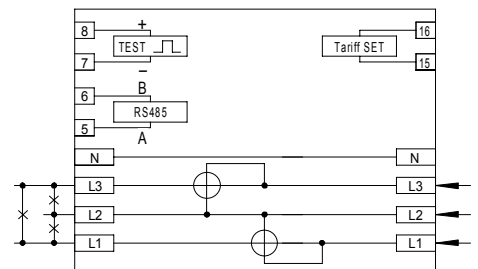 8 + 16
TEST Tariff SET
7 − 15
6 B
RS485
5 A
N N
L3 L3
L2 L2
L1 L1